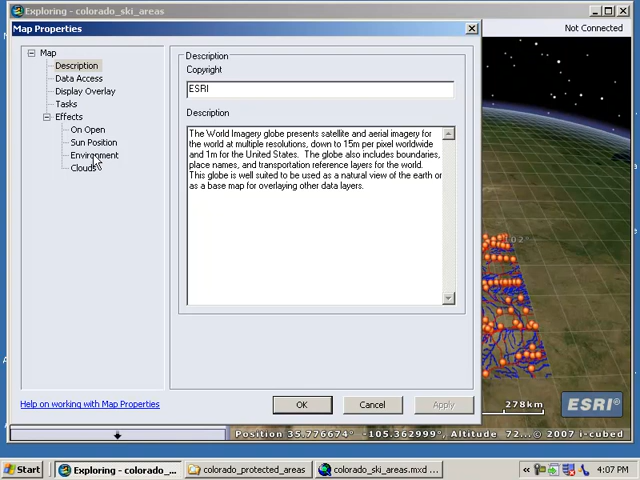 Exploring - colorado_ski_areas
Map Properties
Not Connected
Map
Description
Data Access
Display Overlay
Tasks
Effects
On Open
Sun Position
Environment
Clouds
Description
Copyright
ESRI
Description
The World Imagery globe presents satellite and aerial imagery for
the world at multiple resolutions, down to 15m per pixel worldwide
and 1m for the United States. The globe also includes boundaries,
place names, and transportation reference layers for the world.
This globe is well suited to be used as a natural view of the earth or
as a base map for overlaying other data layers.
102°
Help on working with Map Properties
OK
Cancel
Apply
278km
ESRI
Position 35.776674° -105.362999°, Altitude 72...© 2007 i-cubed
Start
Exploring - colorado_...
colorado_protected_areas
colorado_ski_areas.mxd ...
«
4:07 PM